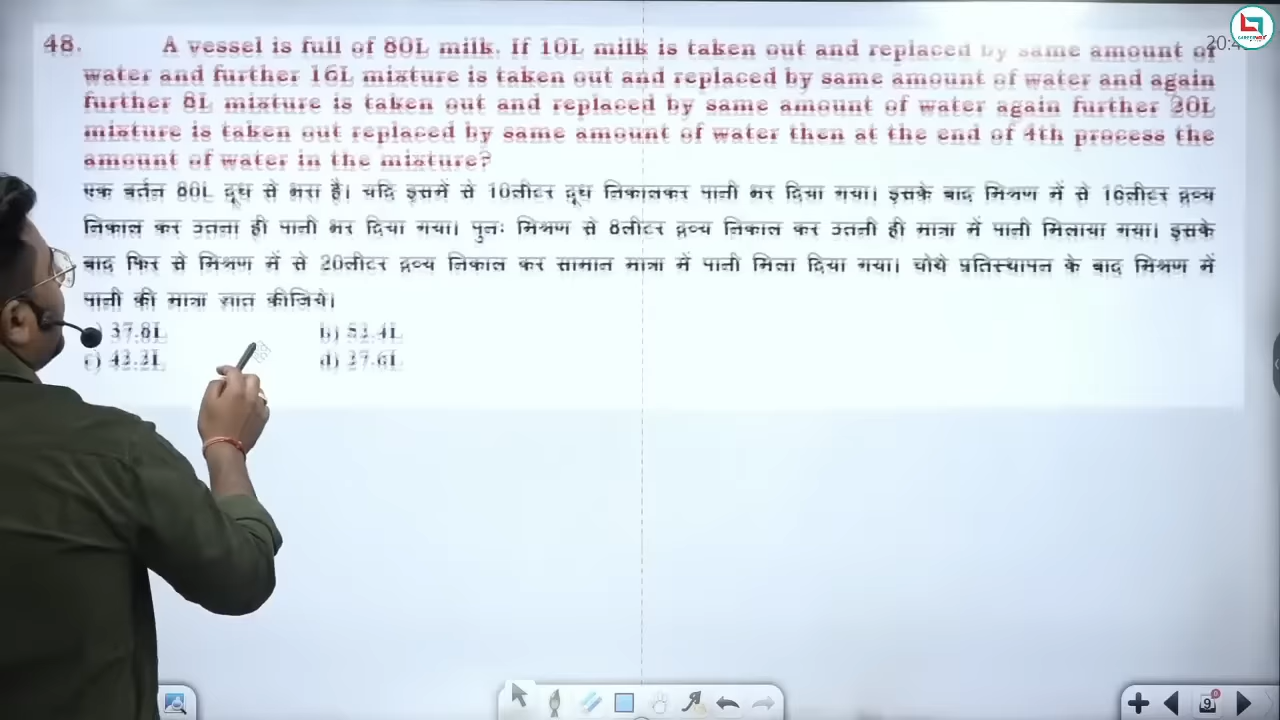 48. A vessel is full of 80L milk. If 10L milk is taken out and replaced by same amount of
water and further 16L mixture is taken out and replaced by same amount of water and again
further 8L mixture is taken out and replaced by same amount of water again further 20L
mixture is taken out replaced by same amount of water then at the end of 4th process the
amount of water in the mixture?
एक बर्तन 80L दूध से भरा है। यदि इसमें से 10लीटर दूध निकालकर पानी भर दिया गया। इसके बाद मिश्रण में से 16लीटर द्रव्य
निकाल कर उतना ही पानी भर दिया गया। पुनः मिश्रण से 8लीटर द्रव्य निकाल कर उतनी ही मात्रा में पानी मिलाया गया। इसके
बाद फिर से मिश्रण में से 20लीटर द्रव्य निकाल कर सामान मात्रा में पानी मिला दिया गया। चौथे प्रतिस्थापन के बाद मिश्रण में
पानी की मात्रा ज्ञात कीजिये।
37.8L b) 52.4L
c) 42.2L d) 37.6L